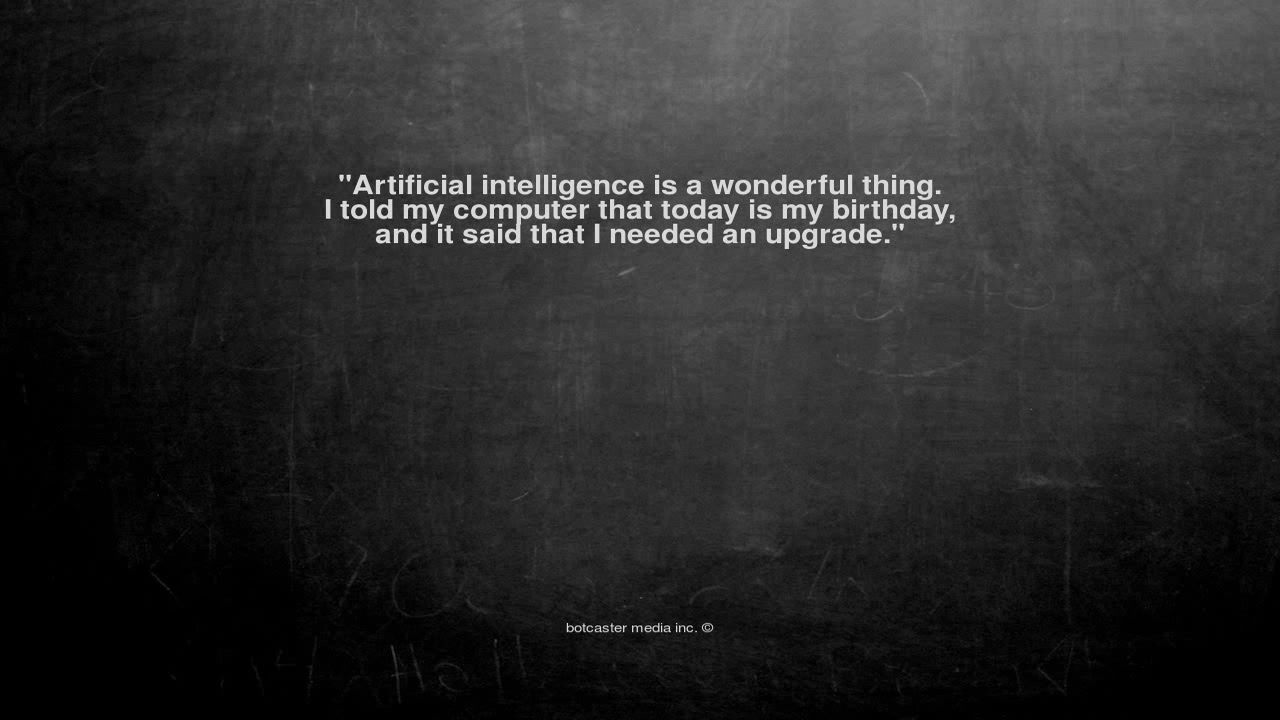 "Artificial intelligence is a wonderful thing.
I told my computer that today is my birthday,
and it said that I needed an upgrade."
botcaster media inc. ©